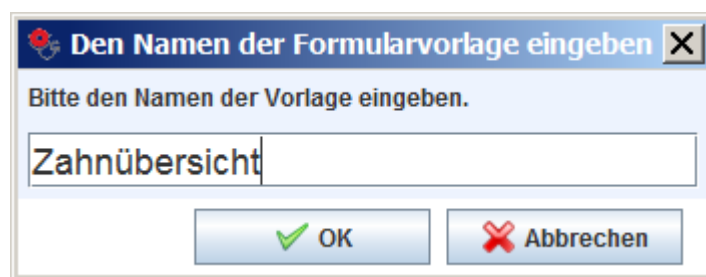 Den Namen der Formularvorlage eingeben
Bitte den Namen der Vorlage eingeben.
Zahnübersicht
OK
Abbrechen